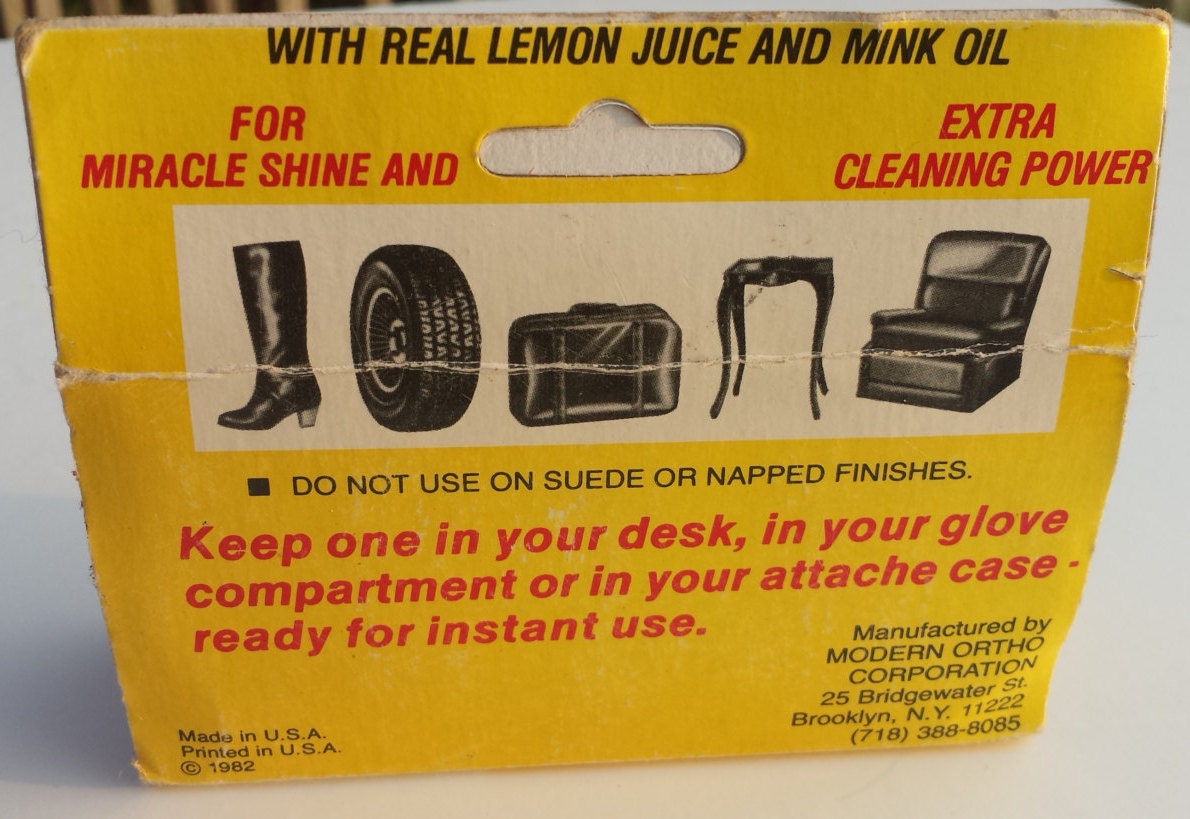 WITH REAL LEMON JUICE AND MINK OIL
FOR
MIRACLE SHINE AND
EXTRA
CLEANING POWER
■ DO NOT USE ON SUEDE OR NAPPED FINISHES.
Keep one in your desk, in your glove
compartment or in your attache case -
ready for instant use.
Manufactured by
MODERN ORTHO
CORPORATION
25 Bridgewater St.
Brooklyn, N.Y. 11222
(718) 388-8085
Made in U.S.A.
Printed in U.S.A.
© 1982